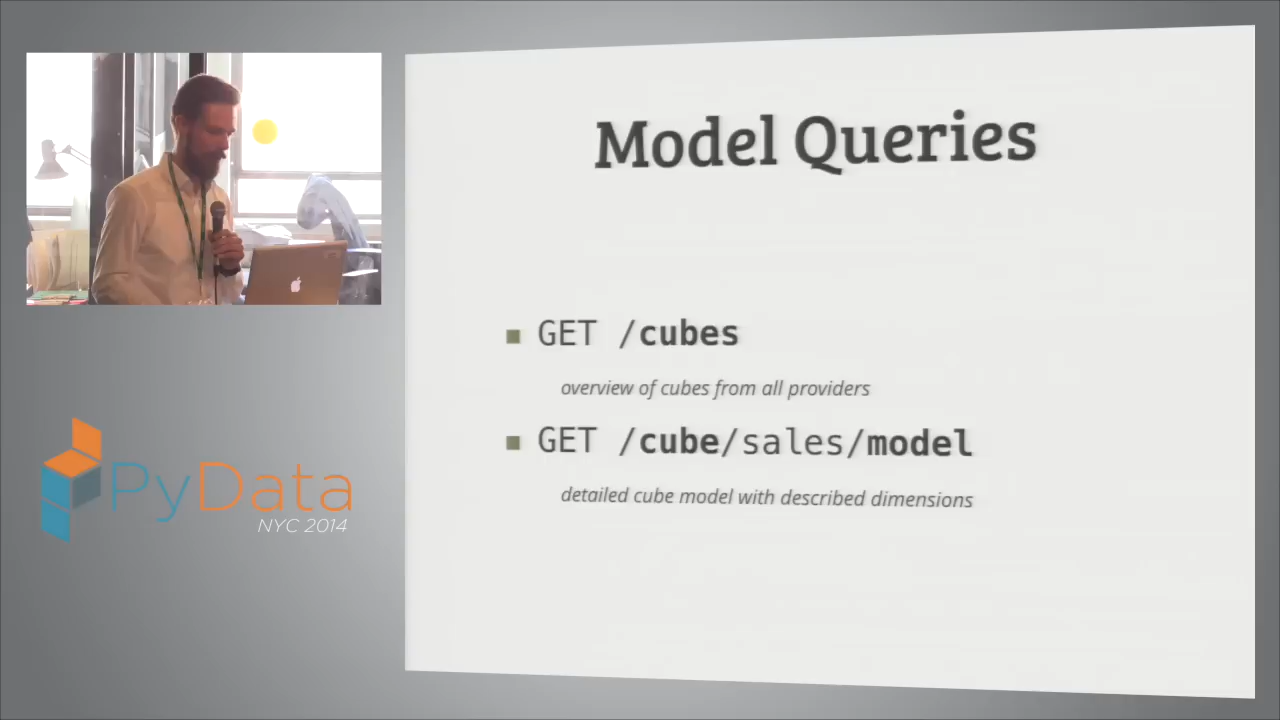 Model Queries
GET /cubes
overview of cubes from all providers
GET /cube/sales/model
detailed cube model with described dimensions
PyData
NYC 2014